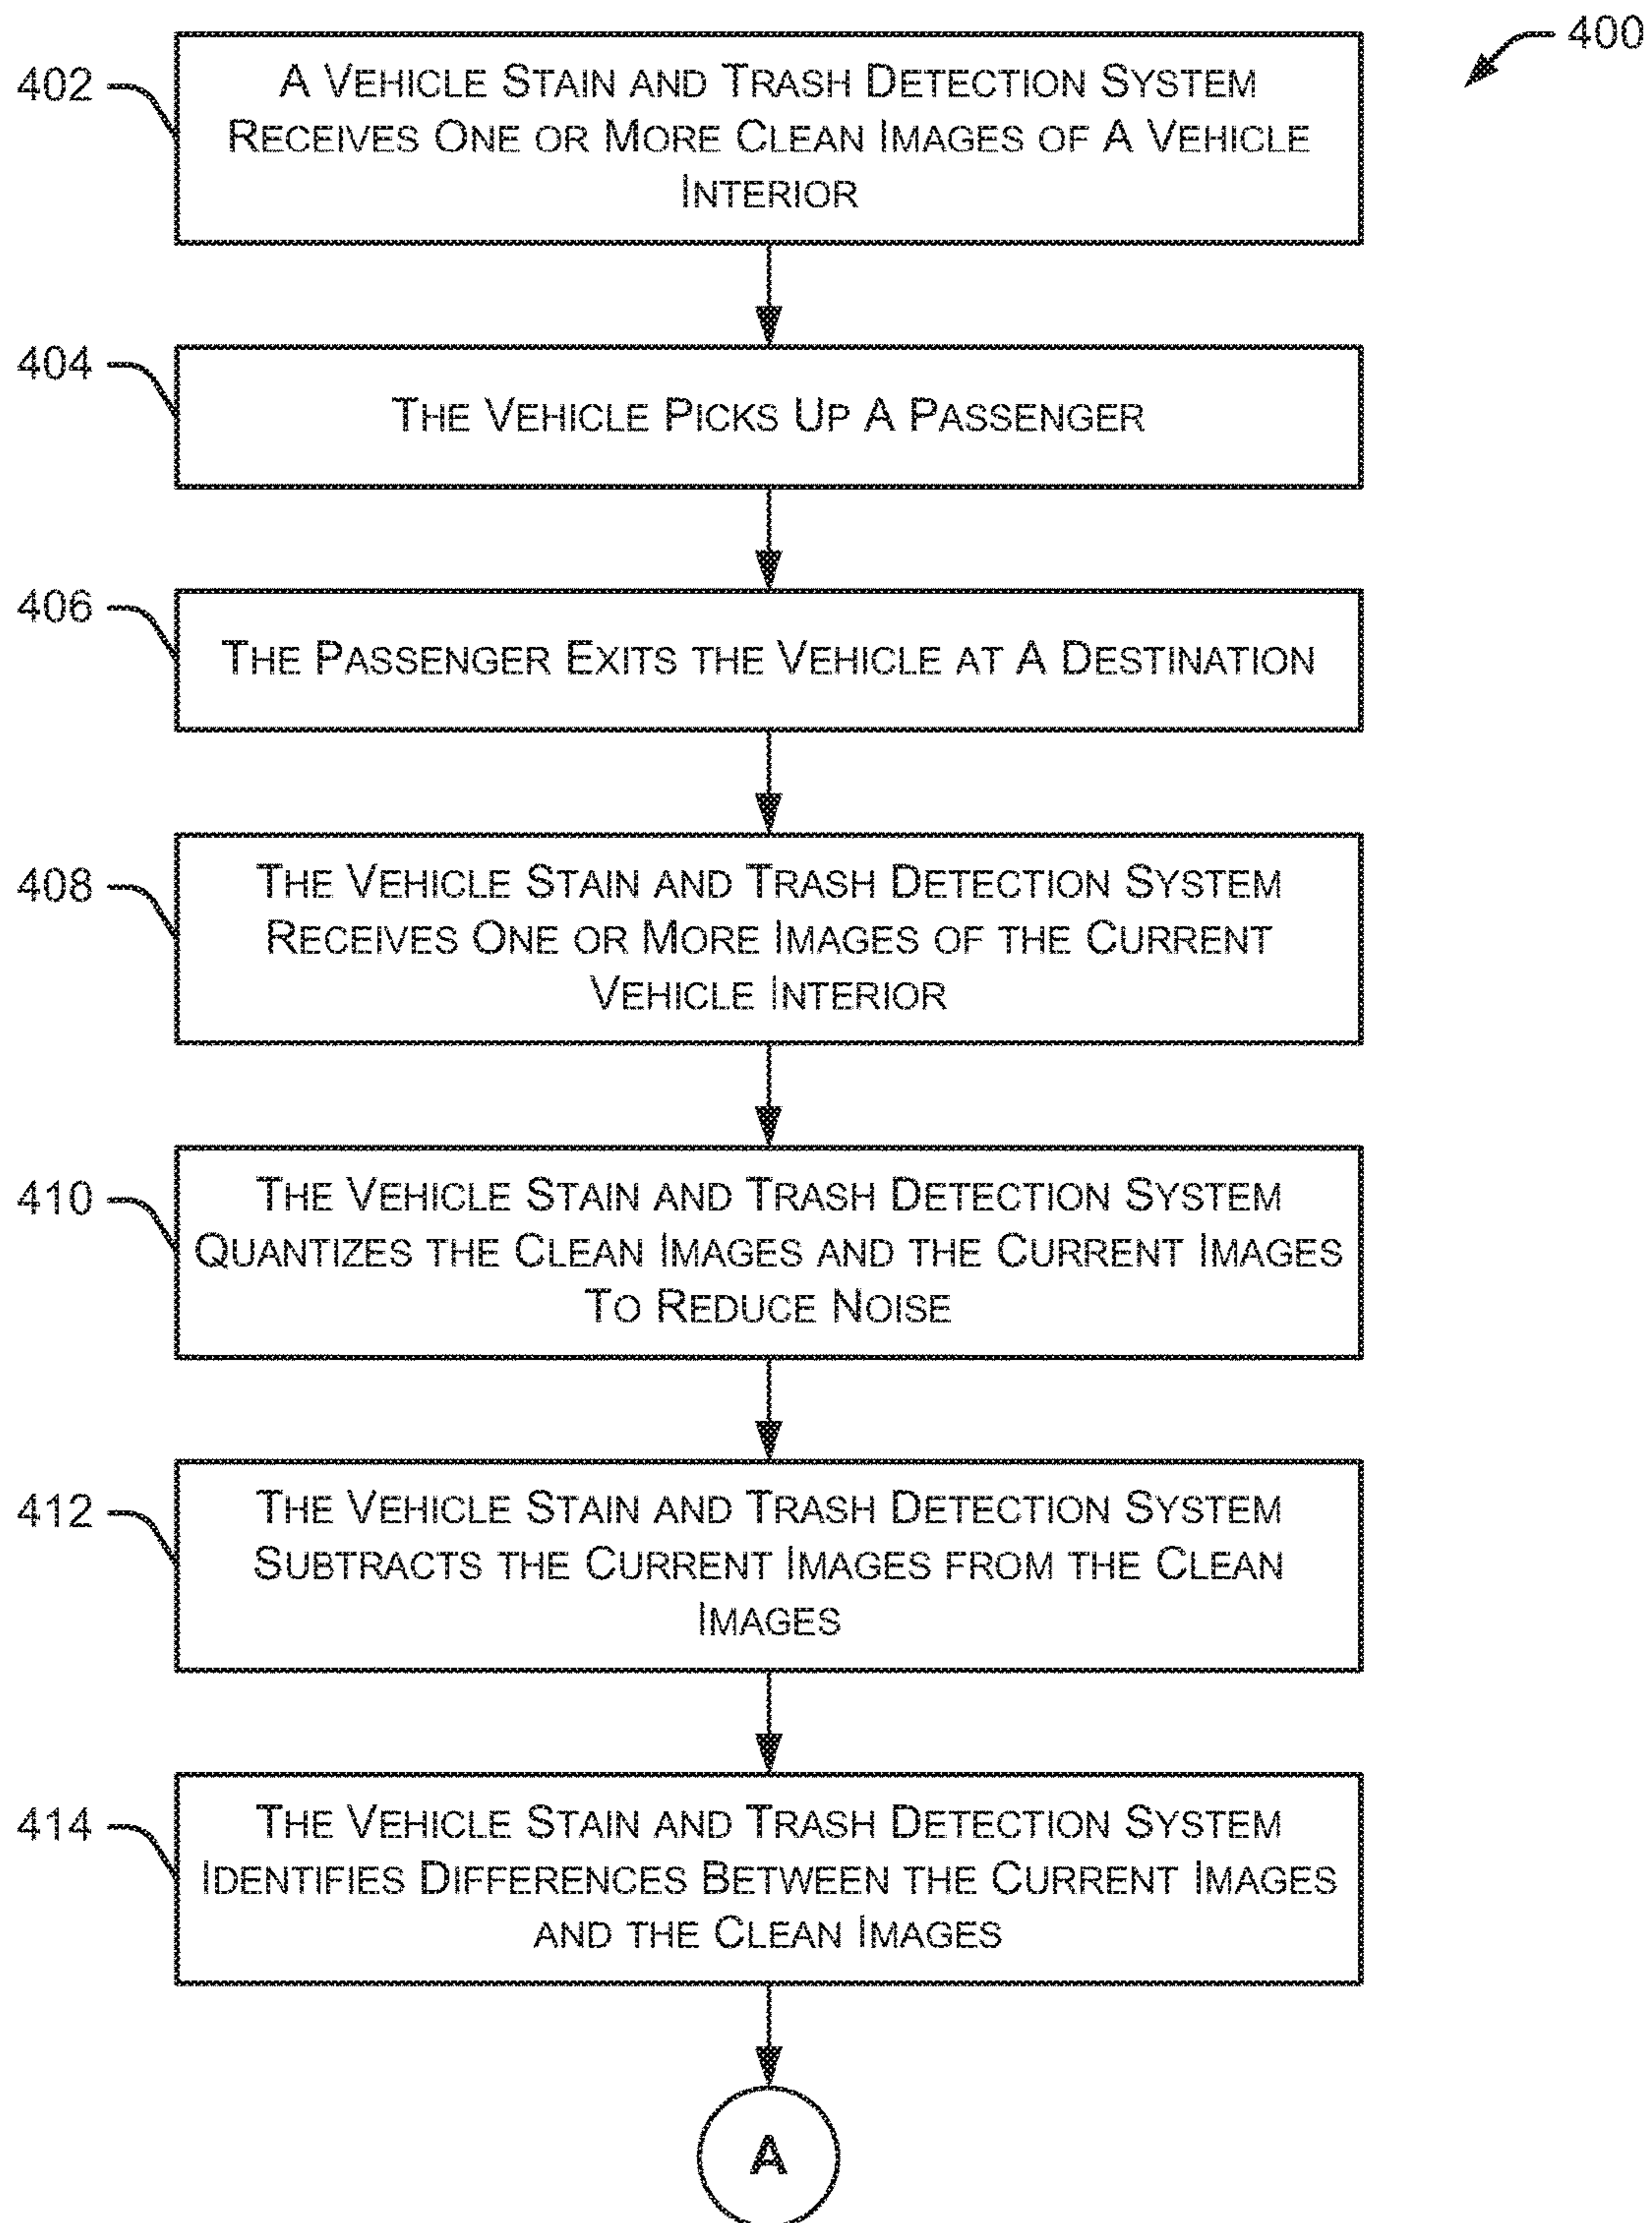 400
402
A VEHICLE STAIN AND TRASH DETECTION SYSTEM
RECEIVES ONE OR MORE CLEAN IMAGES OF A VEHICLE
INTERIOR
404
THE VEHICLE PICKS UP A PASSENGER
406
THE PASSENGER EXITS THE VEHICLE AT A DESTINATION
408
THE VEHICLE STAIN AND TRASH DETECTION SYSTEM
RECEIVES ONE OR MORE IMAGES OF THE CURRENT
VEHICLE INTERIOR
410
THE VEHICLE STAIN AND TRASH DETECTION SYSTEM
QUANTIZES THE CLEAN IMAGES AND THE CURRENT IMAGES
TO REDUCE NOISE
412
THE VEHICLE STAIN AND TRASH DETECTION SYSTEM
SUBTRACTS THE CURRENT IMAGES FROM THE CLEAN
IMAGES
414
THE VEHICLE STAIN AND TRASH DETECTION SYSTEM
IDENTIFIES DIFFERENCES BETWEEN THE CURRENT IMAGES
AND THE CLEAN IMAGES
A